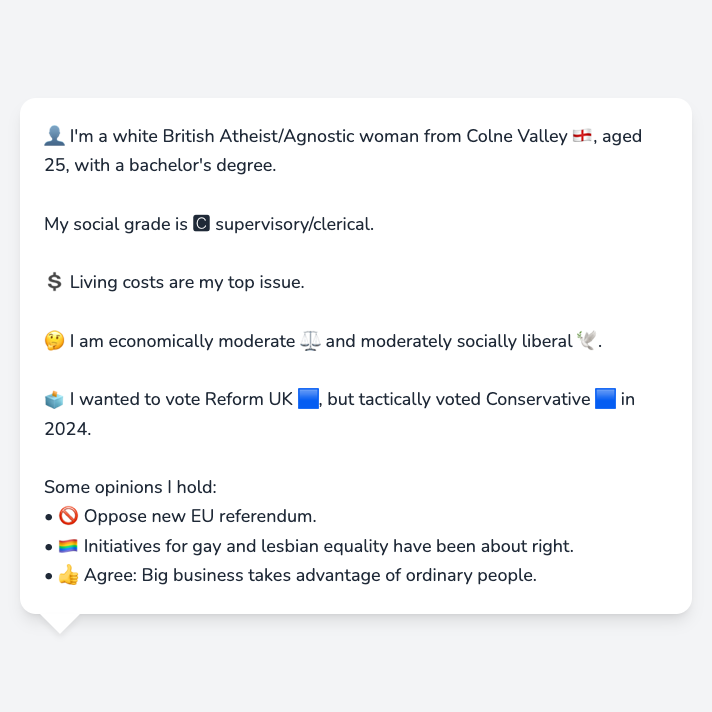 👤 I'm a white British Atheist/Agnostic woman from Colne Valley 🏴󠁧󠁢󠁥󠁮󠁧󠁿, aged
25, with a bachelor's degree.
My social grade is 🅲 supervisory/clerical.
💲 Living costs are my top issue.
🤔 I am economically moderate ⚖️ and moderately socially liberal 🕊️.
🗳️ I wanted to vote Reform UK 🟦, but tactically voted Conservative 🟦 in
2024.
Some opinions I hold:
• 🚫 Oppose new EU referendum.
• 🏳️‍🌈 Initiatives for gay and lesbian equality have been about right.
• 👍 Agree: Big business takes advantage of ordinary people.